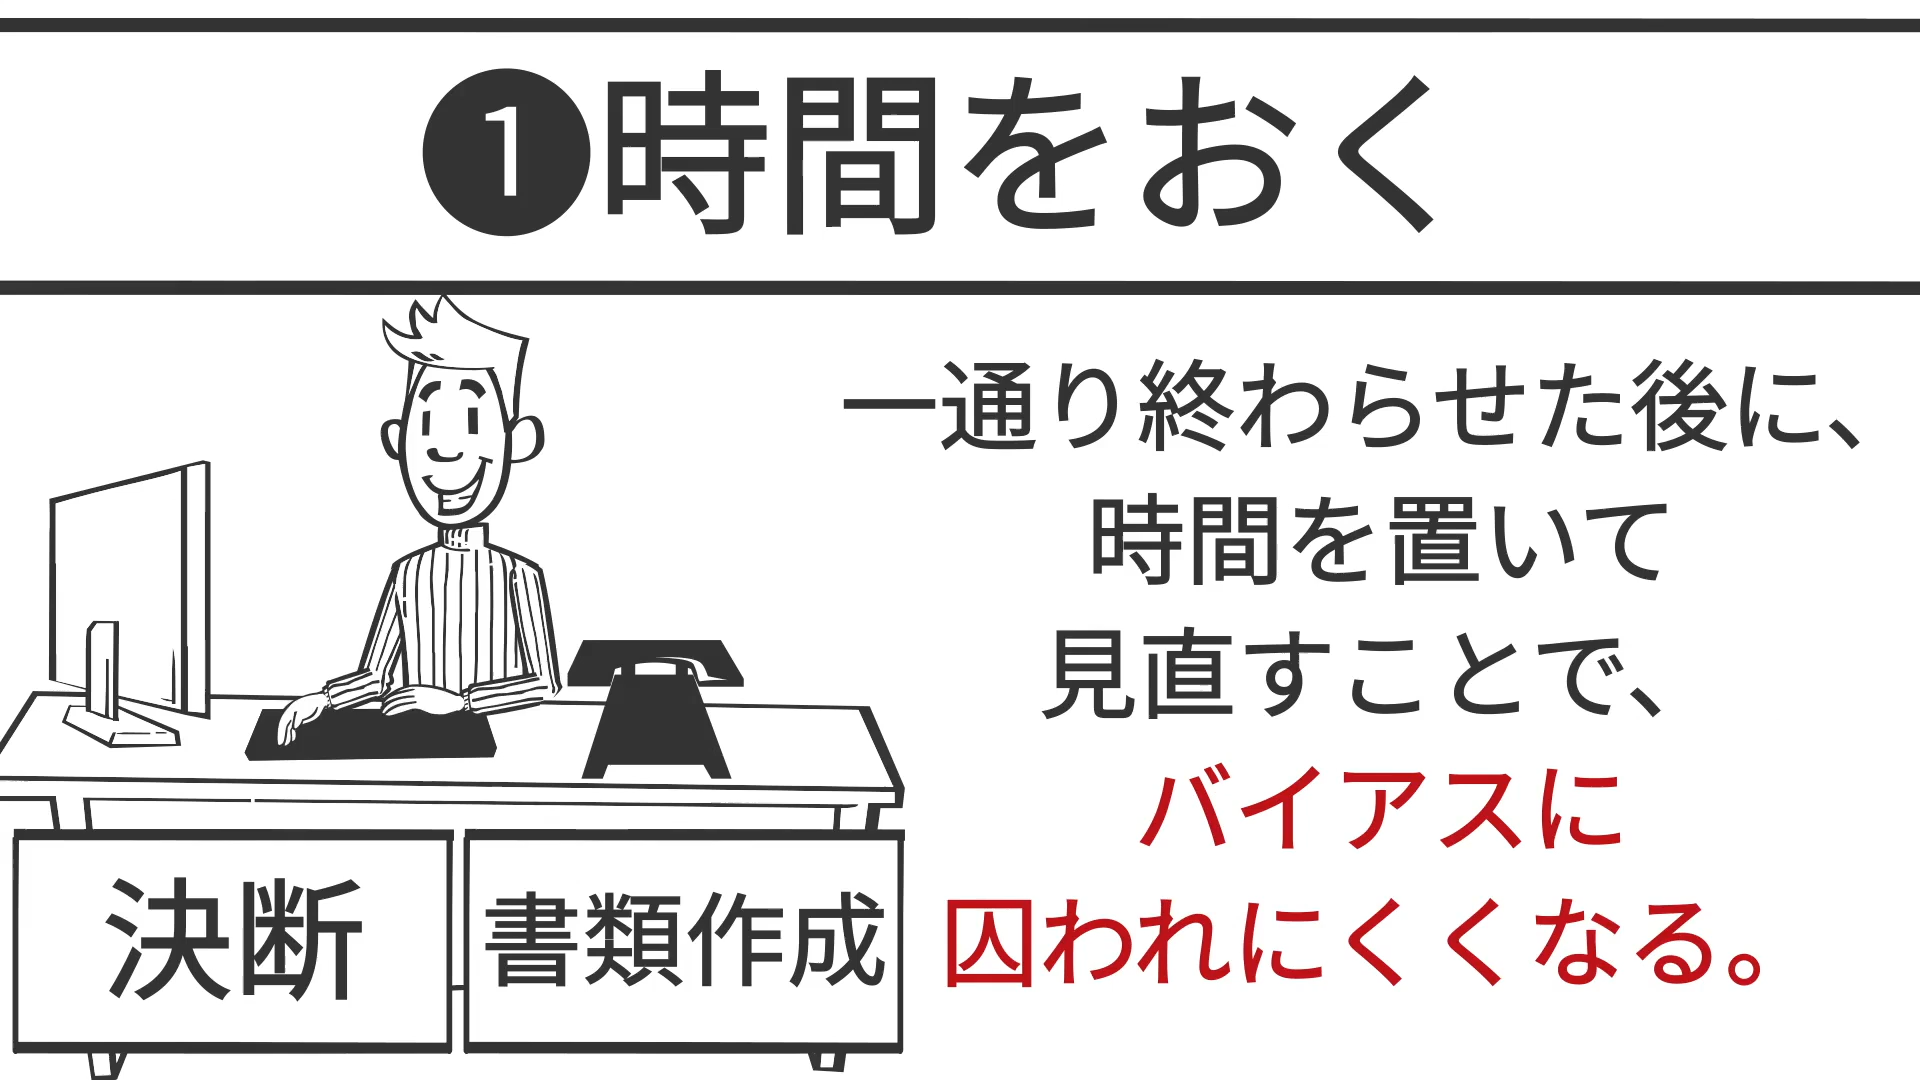 ❶時間をおく
一通り終わらせた後に、
時間を置いて
見直すことで、
バイアスに
囚われにくくなる。
決断
書類作成